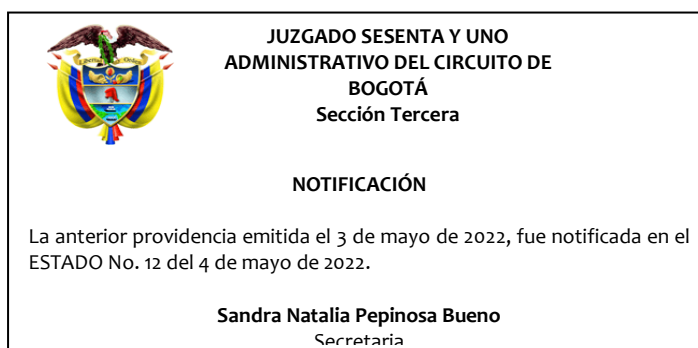 JUZGADO SESENTA Y UNO
ADMINISTRATIVO DEL CIRCUITO DE
BOGOTÁ
Sección Tercera
NOTIFICACIÓN
La anterior providencia emitida el 3 de mayo de 2022, fue notificada en el
ESTADO No. 12 del 4 de mayo de 2022.
Sandra Natalia Pepinosa Bueno
Secretaria